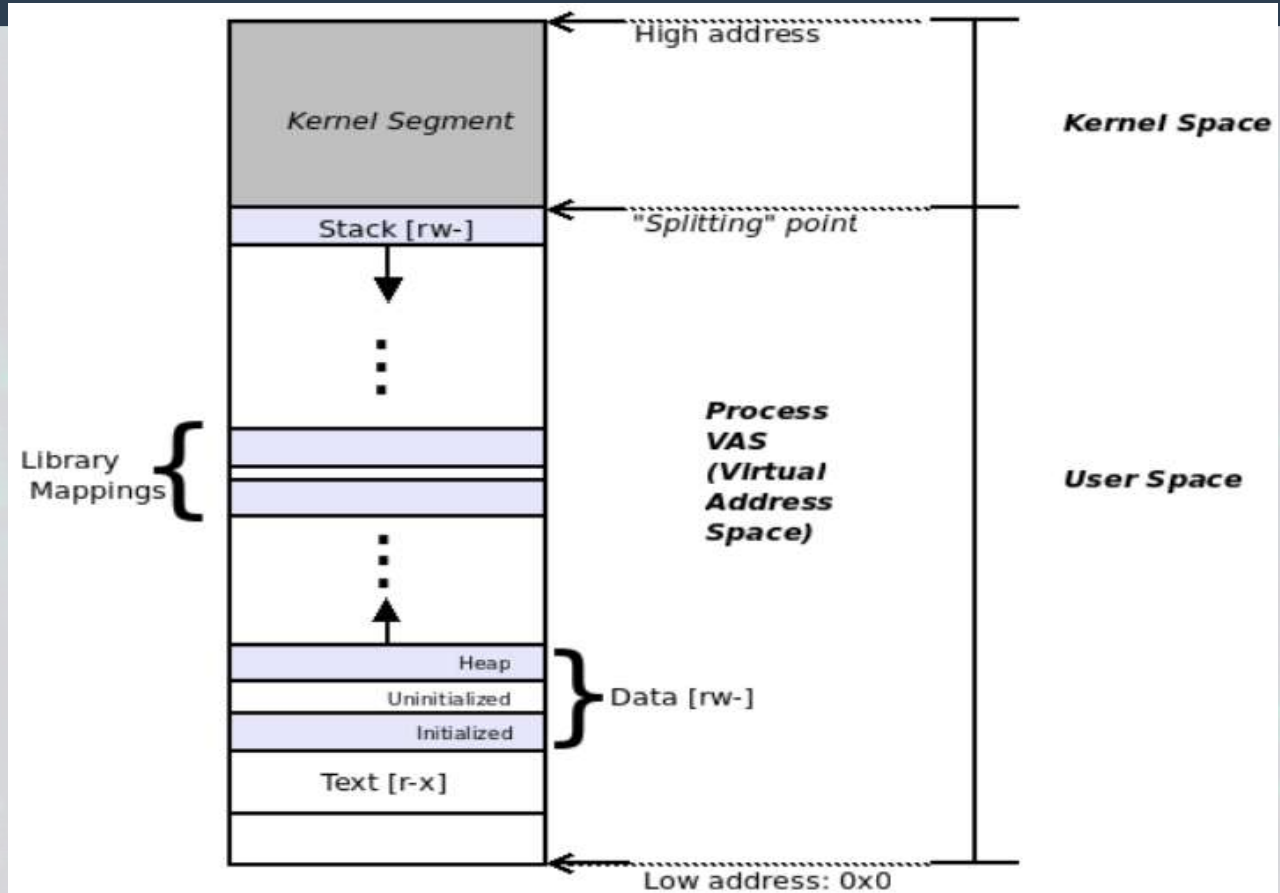 High address
Kernel Segment
Kernel Space
Stack [rw-]
"Splitting" point
Process
VAS
(Virtual
Address
Space)
Library
Mappings
User Space
Heap
Uninitialized
Initialized
Data [rw-]
Text [r-x]
Low address: 0x0